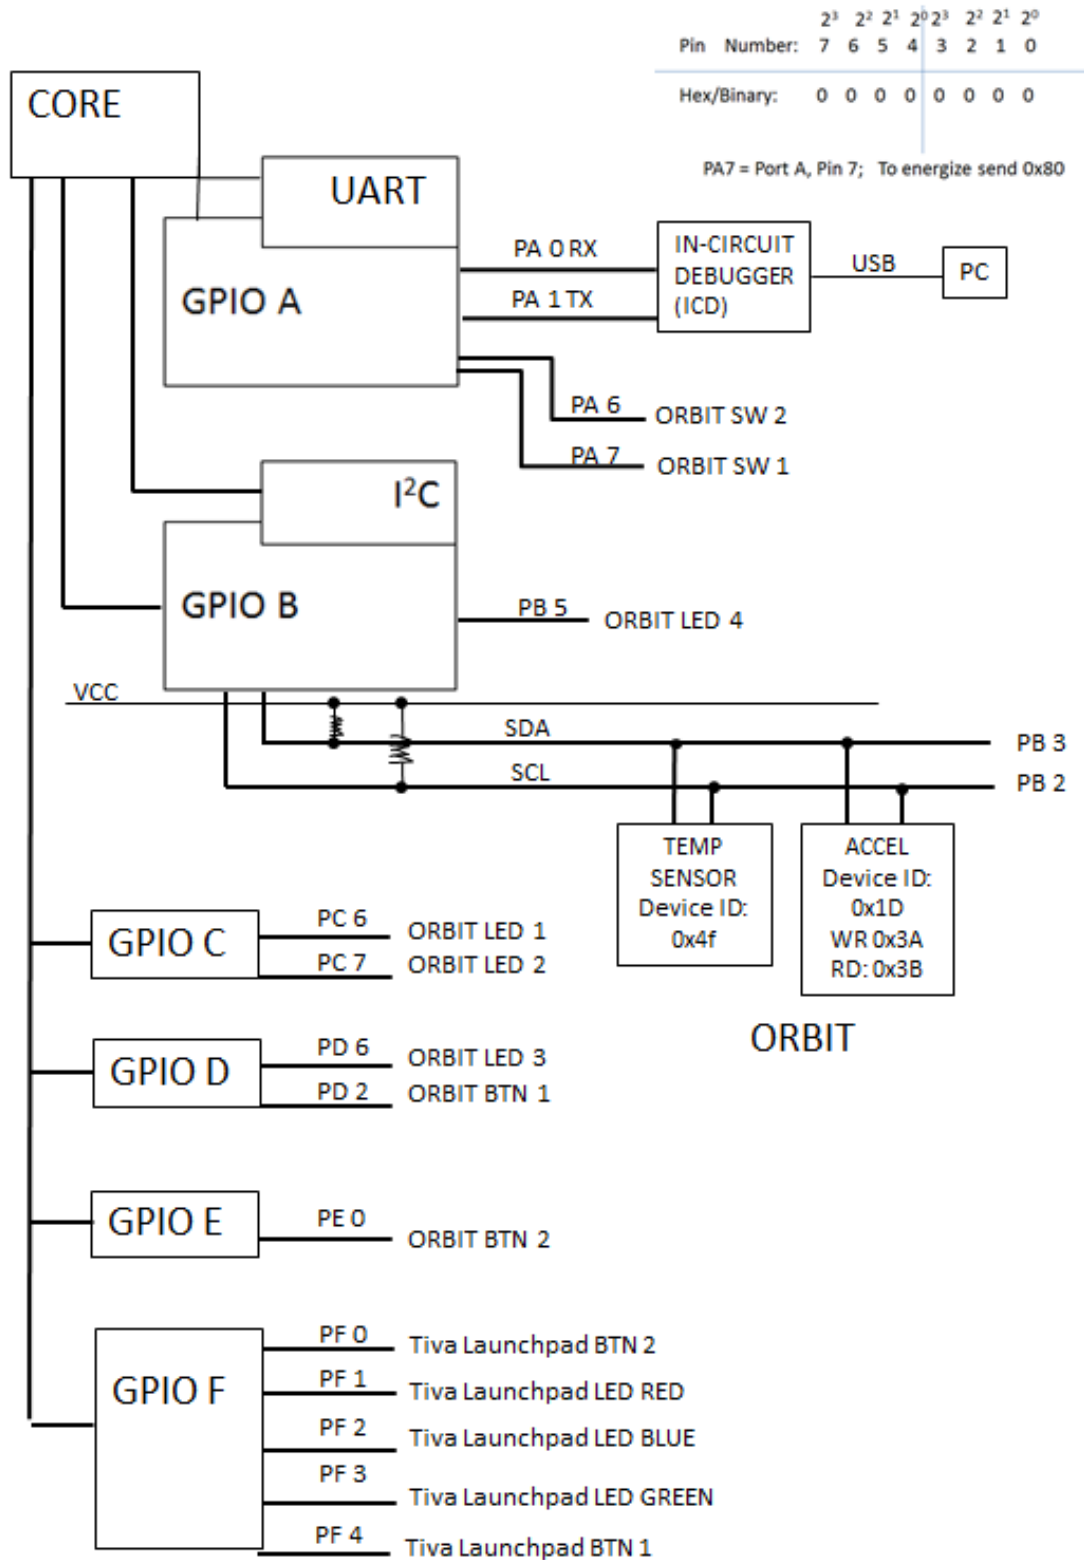 2³ 2² 2¹ 2⁰ 2³ 2² 2¹ 2⁰
Pin Number: 7 6 5 4 3 2 1 0
Hex/Binary: 0 0 0 0 0 0 0 0
PA7 = Port A, Pin 7; To energize send 0x80
CORE
UART
GPIO A
PA 0 RX
PA 1 TX
IN-CIRCUIT
DEBUGGER
(ICD)
USB
PC
PA 6
ORBIT SW 2
PA 7
ORBIT SW 1
I²C
GPIO B
PB 5
ORBIT LED 4
VCC
SDA
PB 3
SCL
PB 2
TEMP
SENSOR
Device ID:
0x4f
ACCEL
Device ID:
0x1D
WR 0x3A
RD: 0x3B
ORBIT
GPIO C
PC 6
ORBIT LED 1
PC 7
ORBIT LED 2
GPIO D
PD 6
ORBIT LED 3
PD 2
ORBIT BTN 1
GPIO E
PE 0
ORBIT BTN 2
GPIO F
PF 0
Tiva Launchpad BTN 2
PF 1
Tiva Launchpad LED RED
PF 2
Tiva Launchpad LED BLUE
PF 3
Tiva Launchpad LED GREEN
PF 4
Tiva Launchpad BTN 1